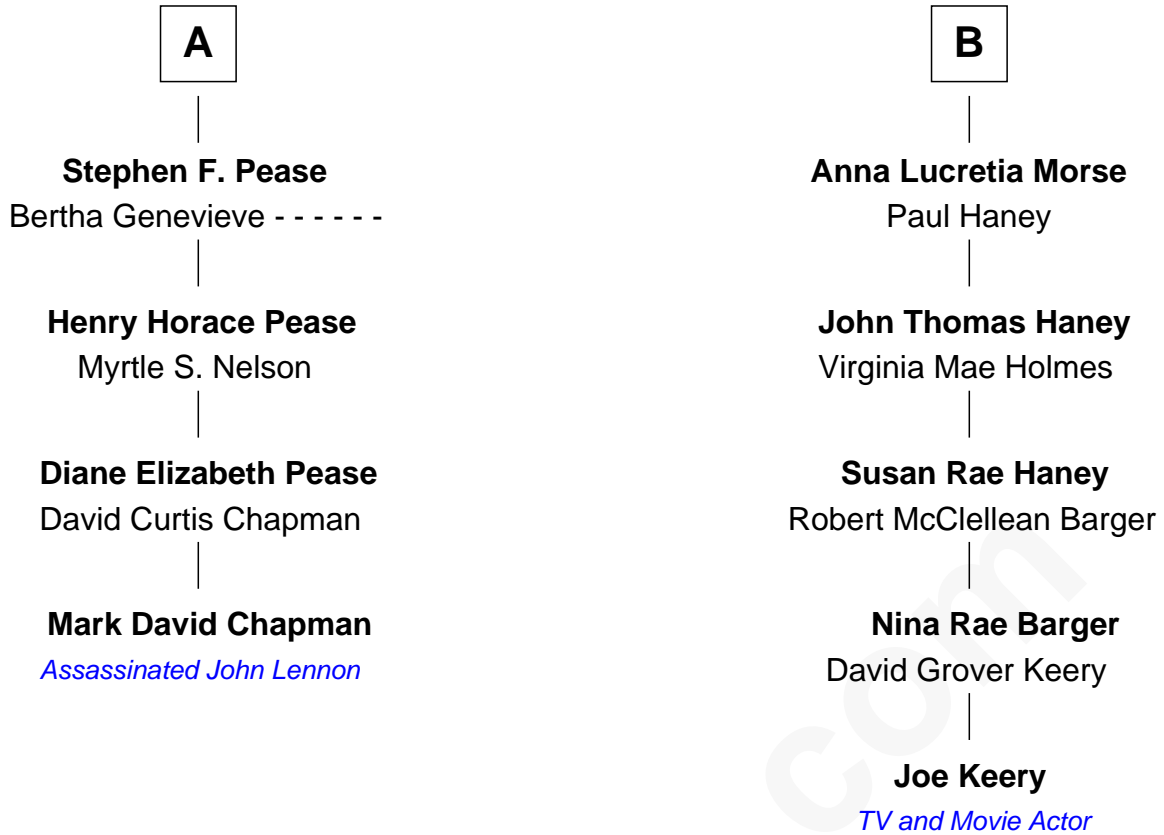 A
Stephen F. Pease
Bertha Genevieve - - - - - -
Henry Horace Pease
Myrtle S. Nelson
Diane Elizabeth Pease
David Curtis Chapman
Mark David Chapman
Assassinated John Lennon
B
Anna Lucretia Morse
Paul Haney
John Thomas Haney
Virginia Mae Holmes
Susan Rae Haney
Robert McClellean Barger
Nina Rae Barger
David Grover Keery
Joe Keery
TV and Movie Actor
com